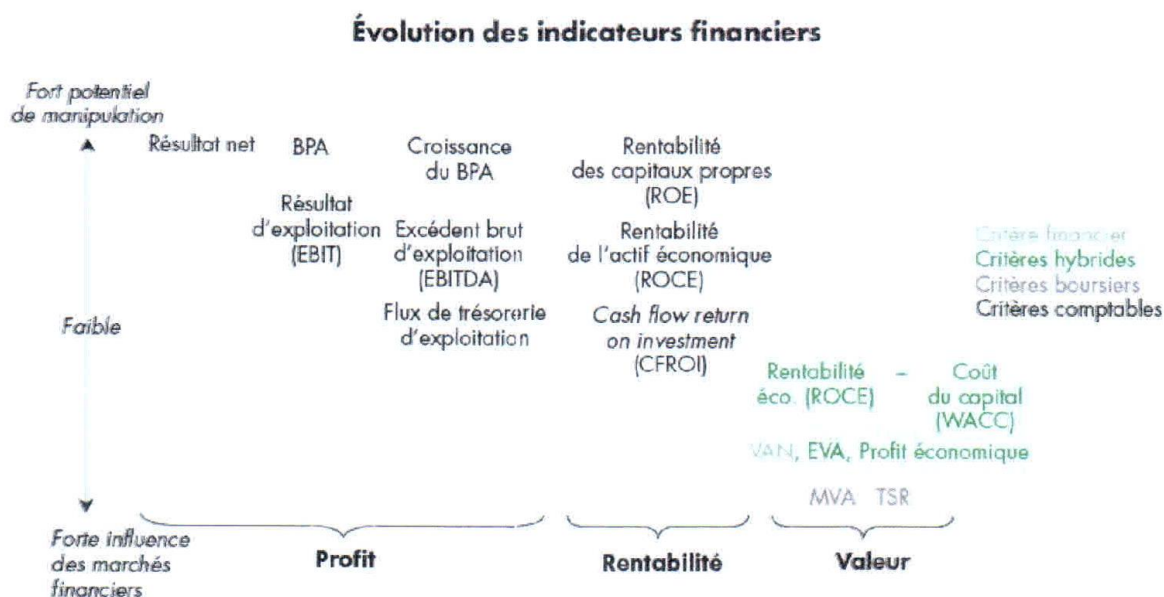 Évolution des indicateurs financiers
Fort potentiel
de manipulation
Résultat net
BPA
Croissance
du BPA
Rentabilité
des capitaux propres
(ROE)
Résultat
d'exploitation
(EBIT)
Excédent brut
d'exploitation
(EBITDA)
Rentabilité
de l'actif économique
(ROCE)
Critère financier
Critères hybrides
Critères boursiers
Critères comptables
Faible
Flux de trésorerie
d'exploitation
Cash flow return
on investment
(CFROI)
Rentabilité
éco. (ROCE)
–
Coût
du capital
(WACC)
VAN, EVA, Profit économique
MVA TSR
Forte influence
des marchés
financiers
Profit
Rentabilité
Valeur